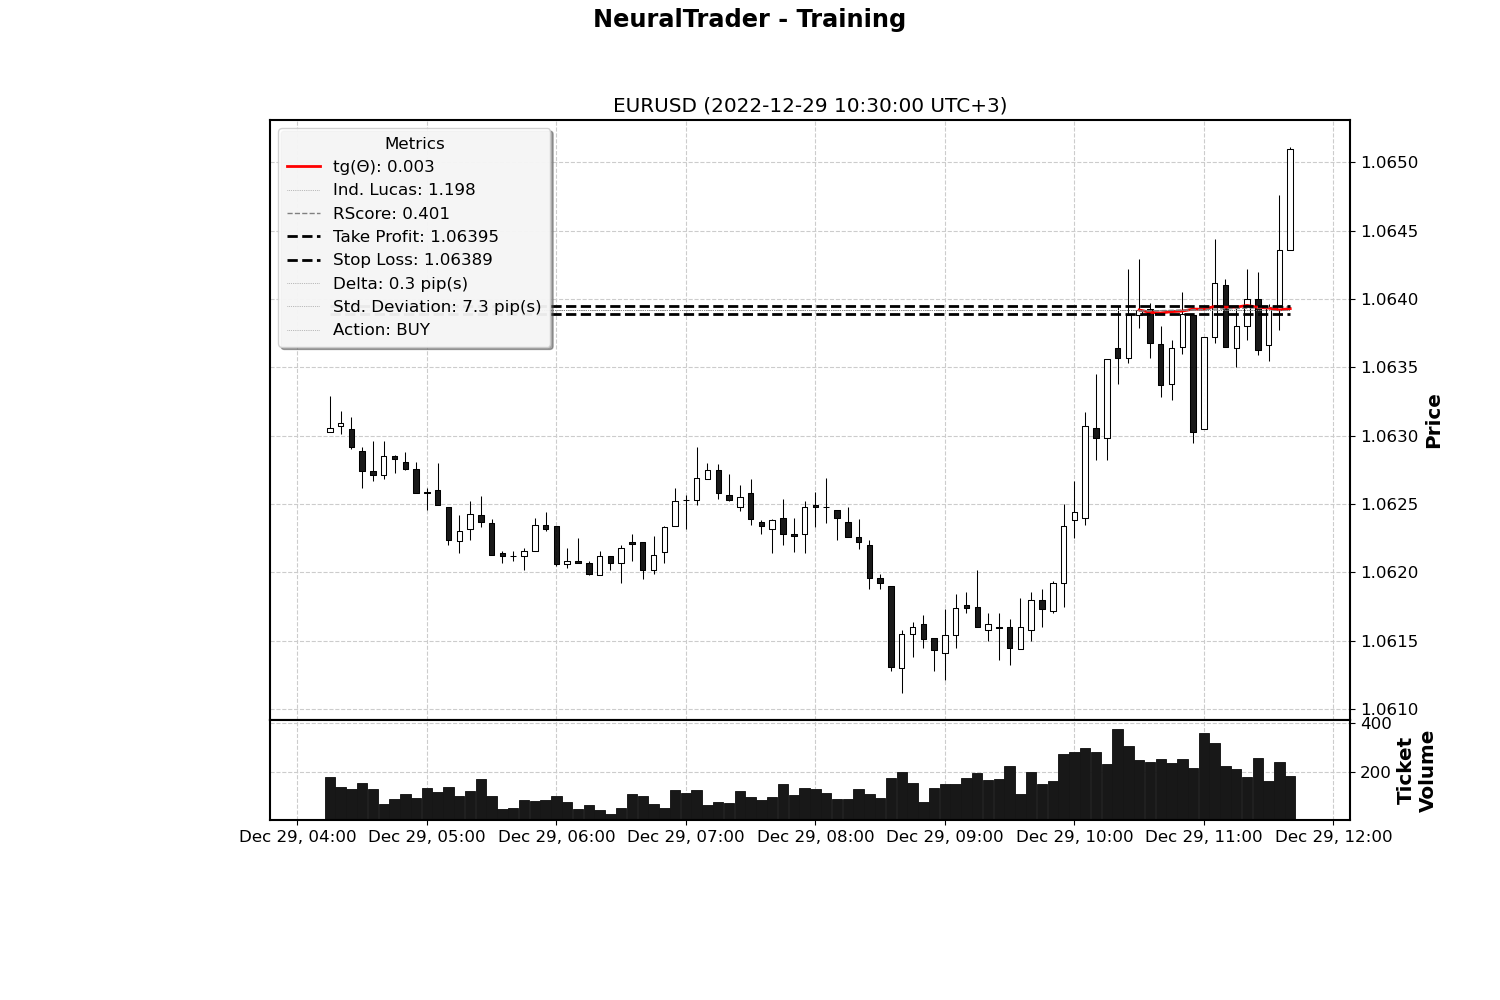 NeuralTrader - Training
EURUSD (2022-12-29 10:30:00 UTC+3)
Metrics
tg(Θ): 0.003
Ind. Lucas: 1.198
RScore: 0.401
Take Profit: 1.06395
Stop Loss: 1.06389
Delta: 0.3 pip(s)
Std. Deviation: 7.3 pip(s)
Action: BUY
1.0650
1.0645
1.0640
1.0635
1.0630
1.0625
1.0620
1.0615
1.0610
Price
400
200
Ticket
Volume
Dec 29, 04:00 Dec 29, 05:00 Dec 29, 06:00 Dec 29, 07:00 Dec 29, 08:00 Dec 29, 09:00 Dec 29, 10:00 Dec 29, 11:00 Dec 29, 12:00